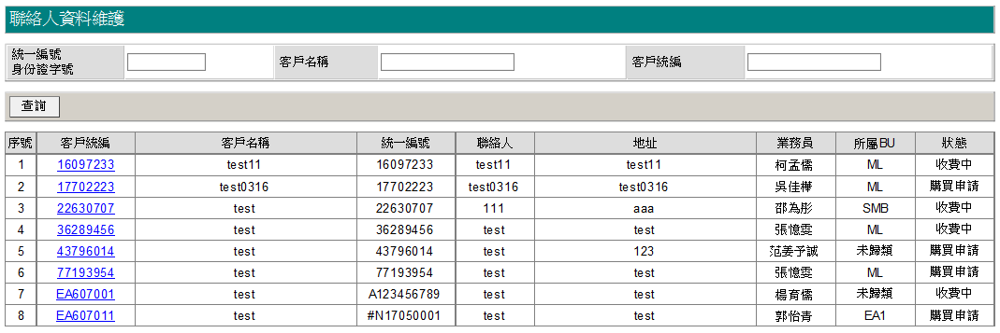 聯絡人資料維護
統一編號
身份證字號
客戶名稱
客戶統編
查詢
序號 客戶統編 客戶名稱 統一編號 聯絡人 地址 業務員 所屬BU 狀態
1 16097233 test11 16097233 test11 test11 柯孟儒 ML 收費中
2 17702223 test0316 17702223 test0316 test0316 吳佳樺 ML 購買申請
3 22630707 test 22630707 111 aaa 邵為彤 SMB 收費中
4 36289456 test 36289456 test test 張憶雯 ML 收費中
5 43796014 test 43796014 test 123 范姜予誠 未歸類 購買申請
6 77193954 test 77193954 test test 張憶雯 ML 購買申請
7 EA607001 test A123456789 test test 楊育儒 未歸類 收費中
8 EA607011 test #N17050001 test test 郭怡青 EA1 購買申請